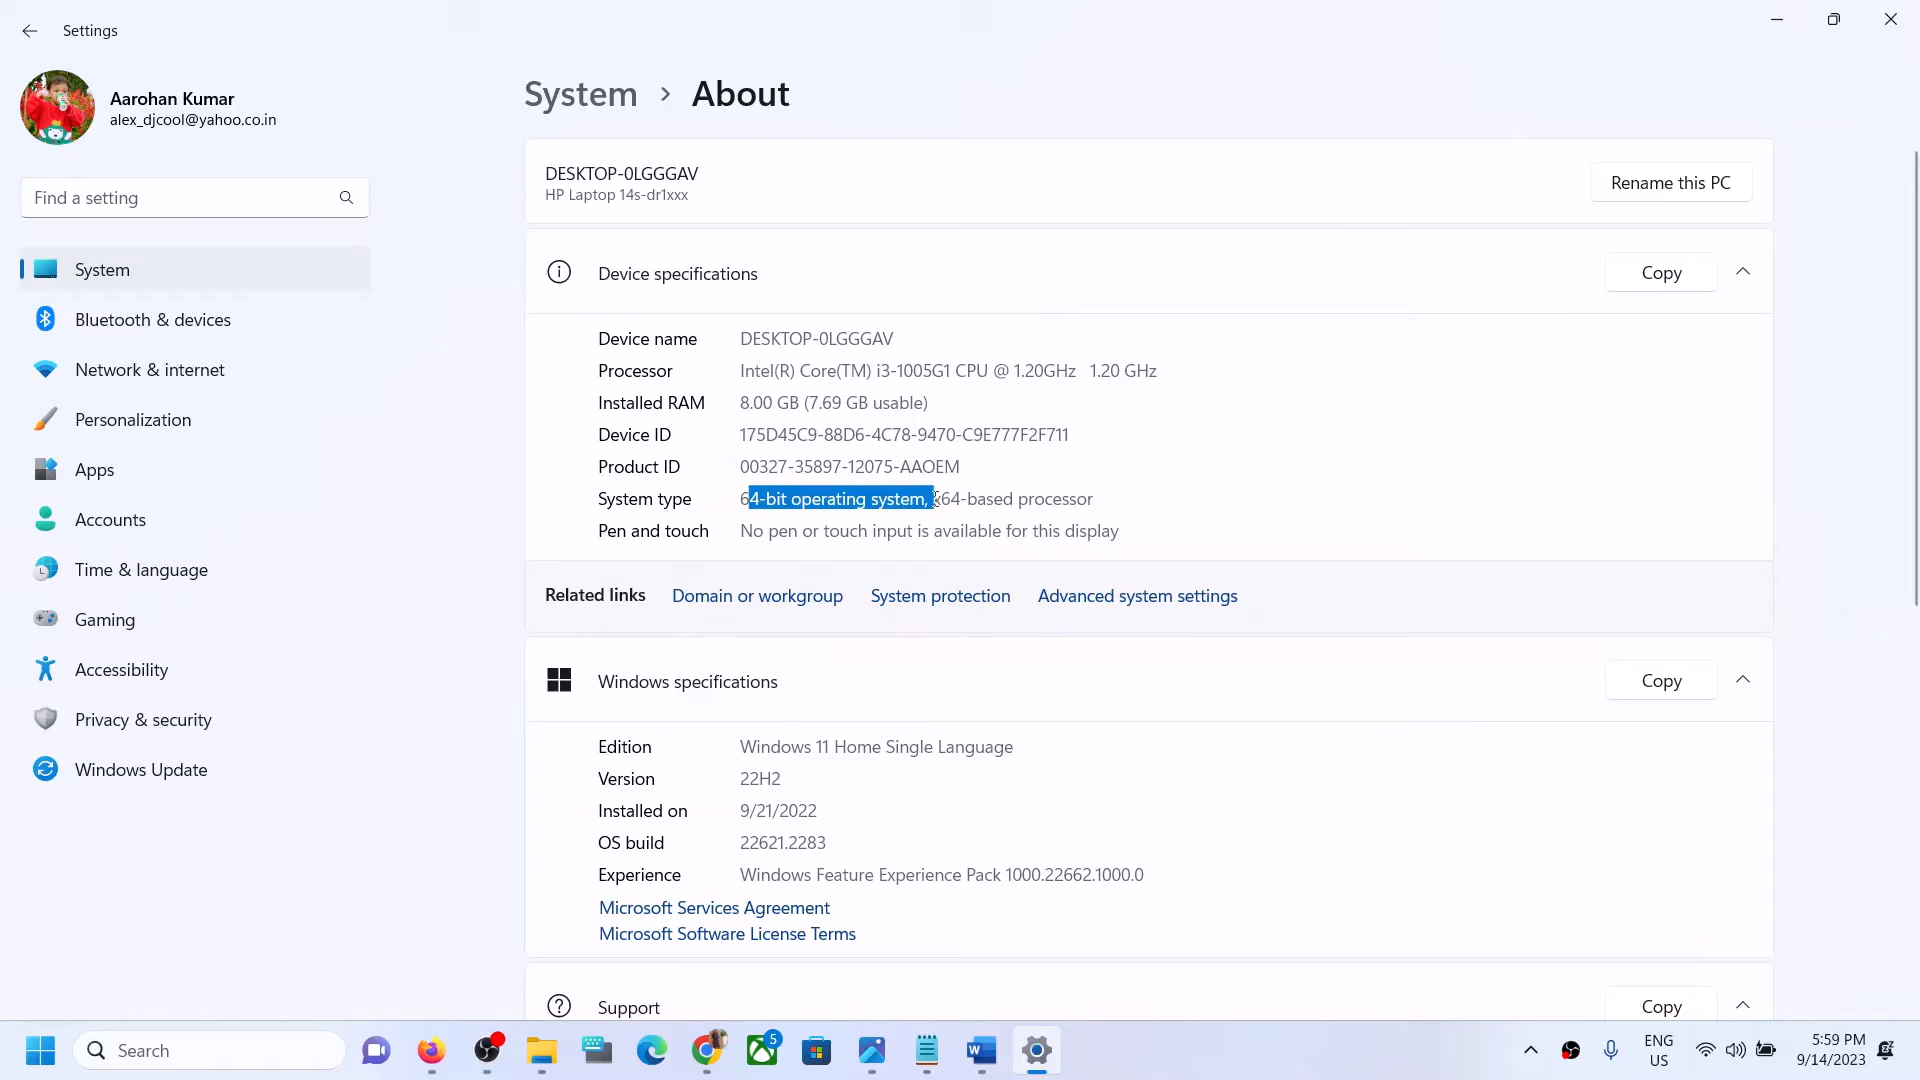 Settings
Aarohan Kumar
alex_djcool@yahoo.co.in
Find a setting
System
Bluetooth & devices
Network & internet
Personalization
Apps
Accounts
Time & language
Gaming
Accessibility
Privacy & security
Windows Update
System > About
DESKTOP-0LGGGAV
HP Laptop 14s-dr1xxx
Rename this PC
Device specifications
Copy
Device name DESKTOP-0LGGGAV
Processor Intel(R) Core(TM) i3-1005G1 CPU @ 1.20GHz 1.20 GHz
Installed RAM 8.00 GB (7.69 GB usable)
Device ID 175D45C9-88D6-4C78-9470-C9E777F2F711
Product ID 00327-35897-12075-AAOEM
System type 64-bit operating system, x64-based processor
Pen and touch No pen or touch input is available for this display
Related links Domain or workgroup System protection Advanced system settings
Windows specifications
Copy
Edition Windows 11 Home Single Language
Version 22H2
Installed on 9/21/2022
OS build 22621.2283
Experience Windows Feature Experience Pack 1000.22662.1000.0
Microsoft Services Agreement
Microsoft Software License Terms
Support
Copy
Search
5
W
ENG
US
5:59 PM
9/14/2023